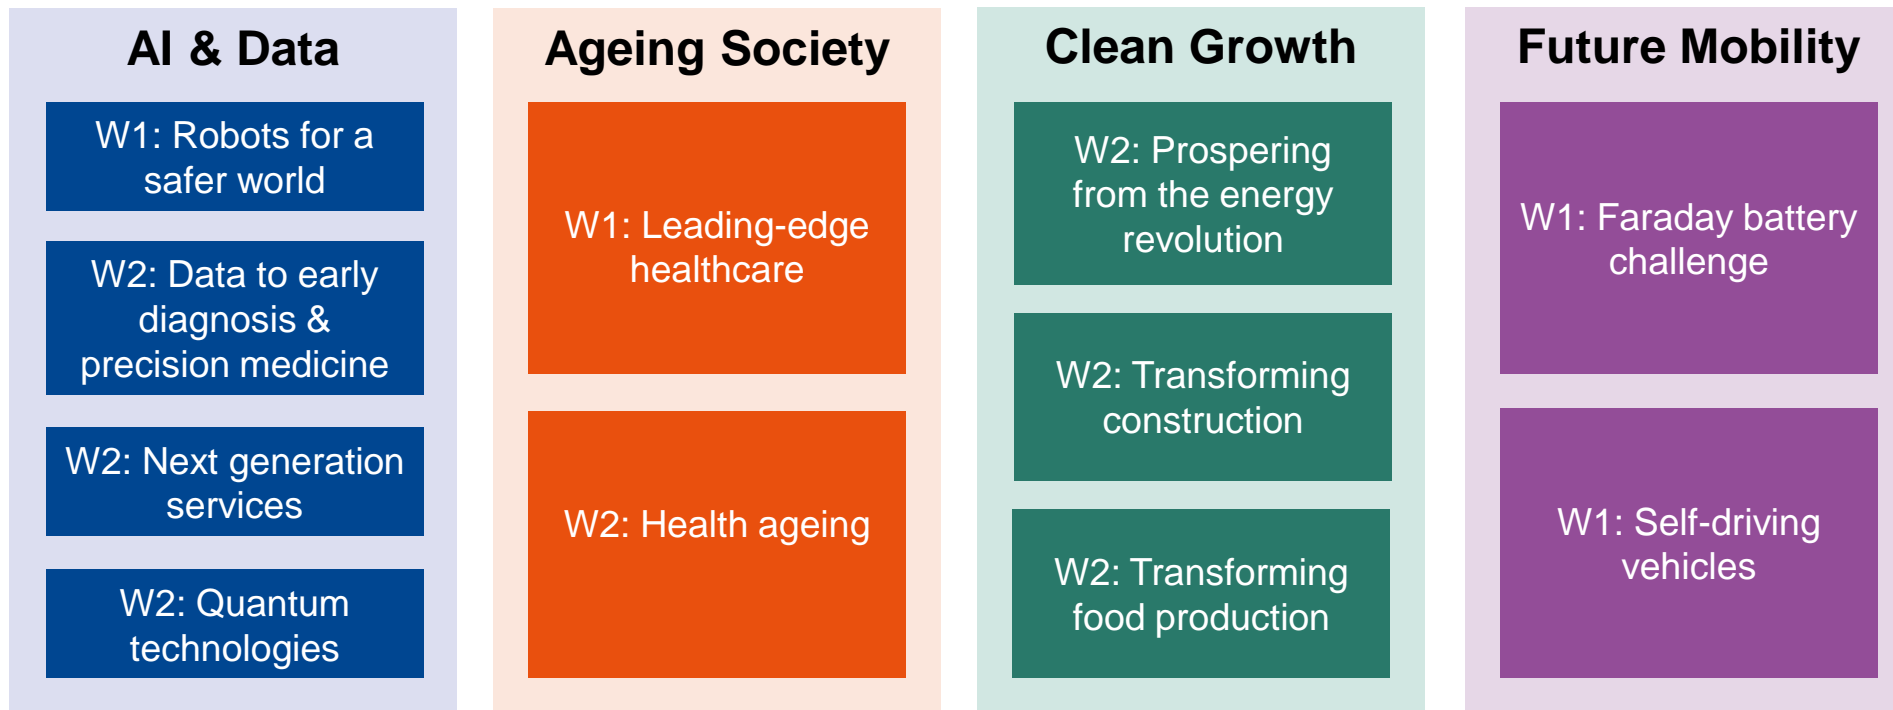 AI & Data
W1: Robots for a
safer world
W2: Data to early
diagnosis &
precision medicine
W2: Next generation
services
W2: Quantum
technologies
Ageing Society
W1: Leading-edge
healthcare
W2: Health ageing
Clean Growth
W2: Prospering
from the energy
revolution
W2: Transforming
construction
W2: Transforming
food production
Future Mobility
W1: Faraday battery
challenge
W1: Self-driving
vehicles